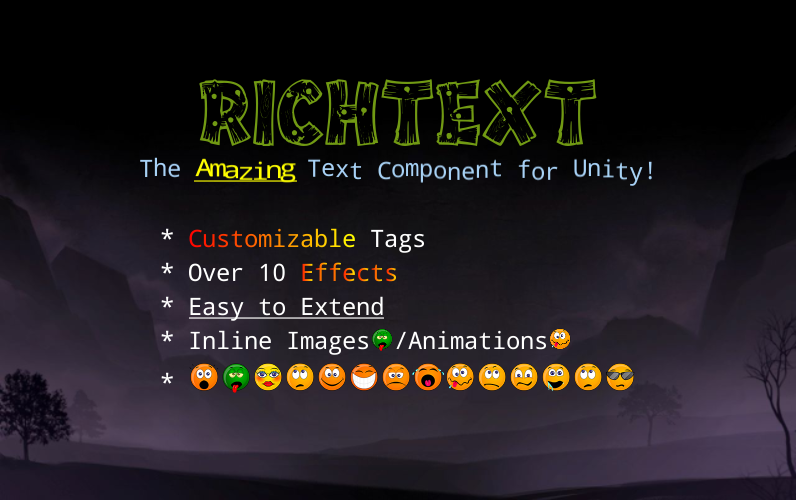 RICHTEXT
The Amazing Text Component for Unity!
* Customizable Tags
* Over 10 Effects
* Easy to Extend
* Inline Images/Animations
*